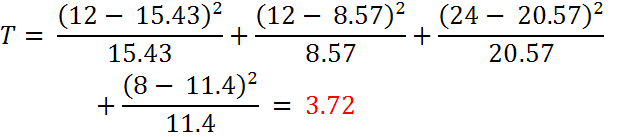 T = (12 − 15.43)²/15.43 + (12 − 8.57)²/8.57 + (24 − 20.57)²/20.57
+ (8 − 11.4)²/11.4 = 3.72